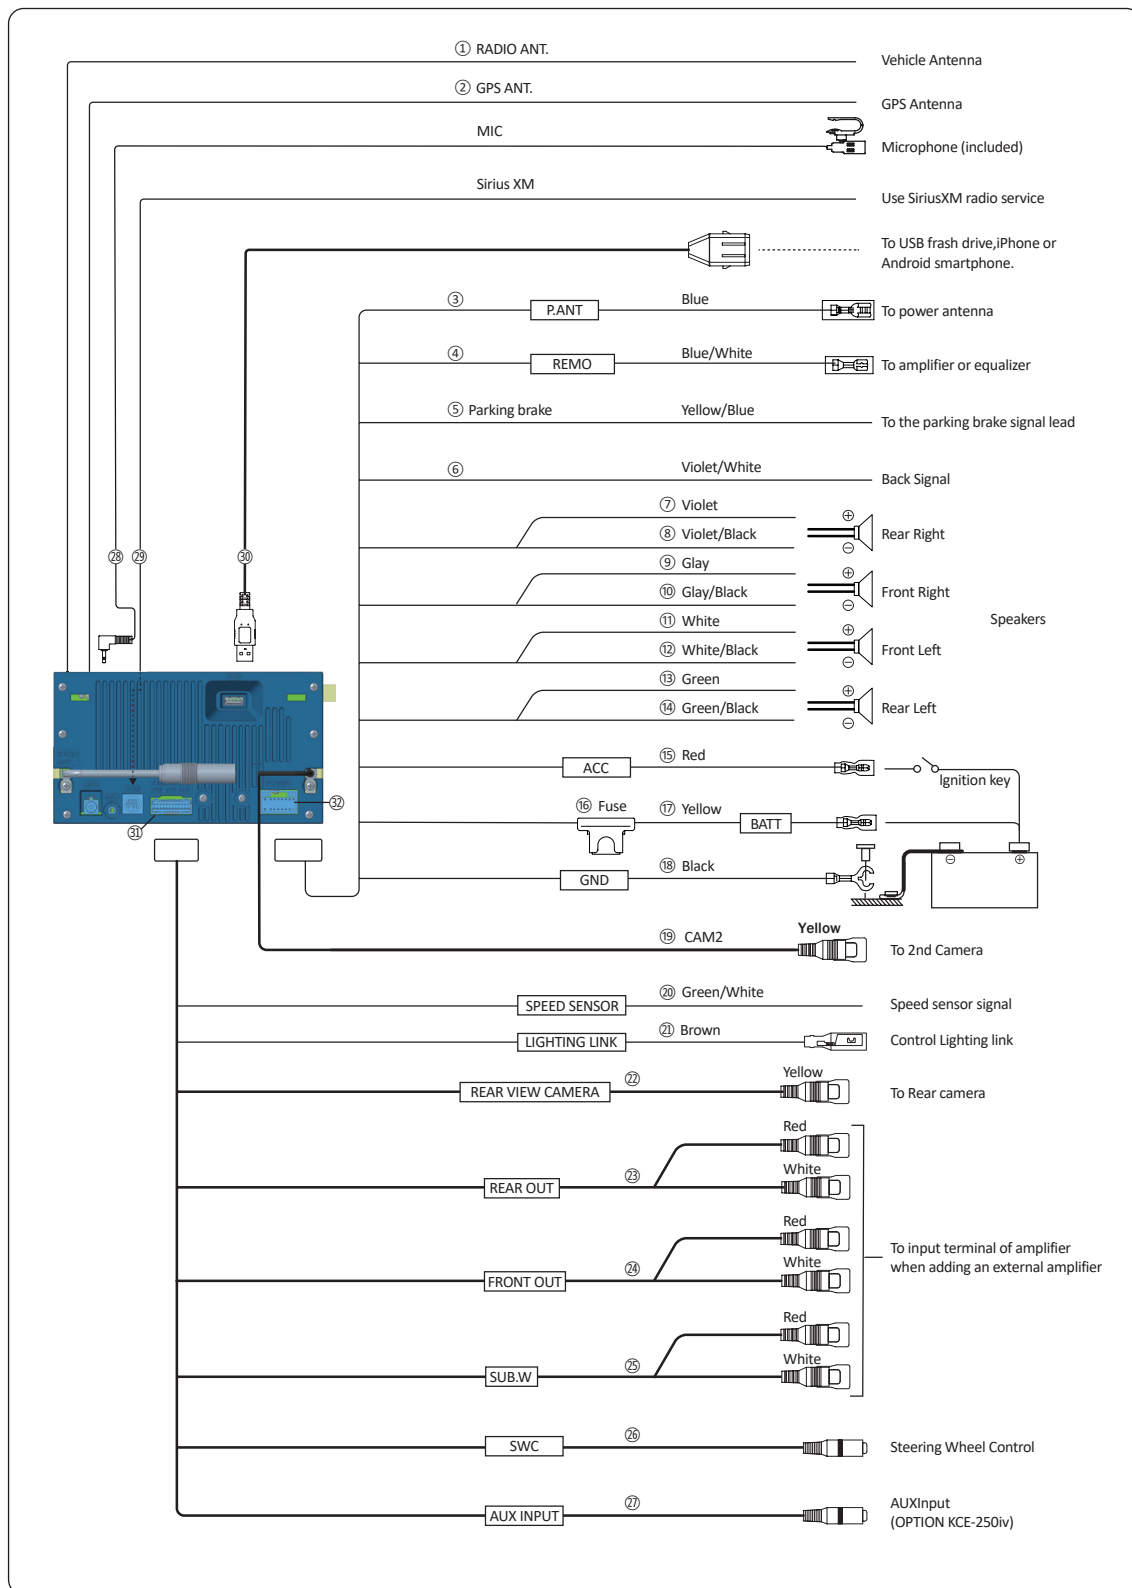 ① RADIO ANT.
Vehicle Antenna
② GPS ANT.
GPS Antenna
MIC
Microphone (included)
Sirius XM
Use SiriusXM radio service
To USB frash drive,iPhone or
Android smartphone.
③ P.ANT Blue
To power antenna
④ REMO Blue/White
To amplifier or equalizer
⑤ Parking brake Yellow/Blue
To the parking brake signal lead
⑥ Violet/White
Back Signal
⑦ Violet
⑧ Violet/Black
⊕
⊖
Rear Right
⑨ Glay
⑩ Glay/Black
⊕
⊖
Front Right
⑪ White
⑫ White/Black
⊕
⊖
Front Left
⑬ Green
⑭ Green/Black
⊕
⊖
Rear Left
Speakers
㉘ ㉙ ㉚
㉛
㉜
ACC ⑮ Red
Ignition key
⑯ Fuse ⑰ Yellow BATT
GND ⑱ Black
⊖ ⊕
⑲ CAM2 Yellow
To 2nd Camera
SPEED SENSOR ⑳ Green/White
Speed sensor signal
LIGHTING LINK ㉑ Brown
Control Lighting link
REAR VIEW CAMERA ㉒ Yellow
To Rear camera
REAR OUT ㉓
Red
White
FRONT OUT ㉔
Red
White
SUB.W ㉕
Red
White
To input terminal of amplifier
when adding an external amplifier
SWC ㉖
Steering Wheel Control
AUX INPUT ㉗
AUXInput
(OPTION KCE-250iv)